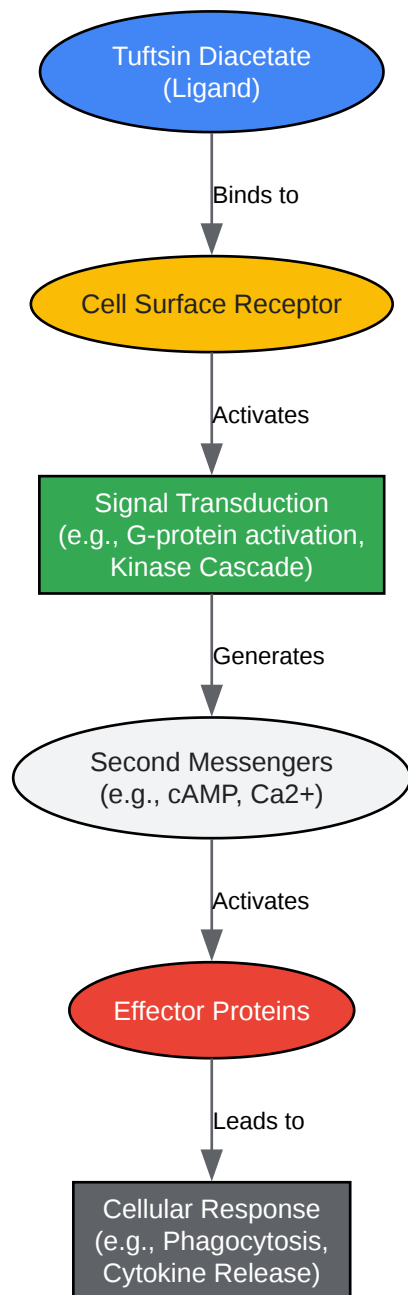 Tuftsin Diacetate
(Ligand)
Binds to
Cell Surface Receptor
Activates
Signal Transduction
(e.g., G-protein activation,
Kinase Cascade)
Generates
Second Messengers
(e.g., cAMP, Ca2+)
Activates
Effector Proteins
Leads to
Cellular Response
(e.g., Phagocytosis,
Cytokine Release)